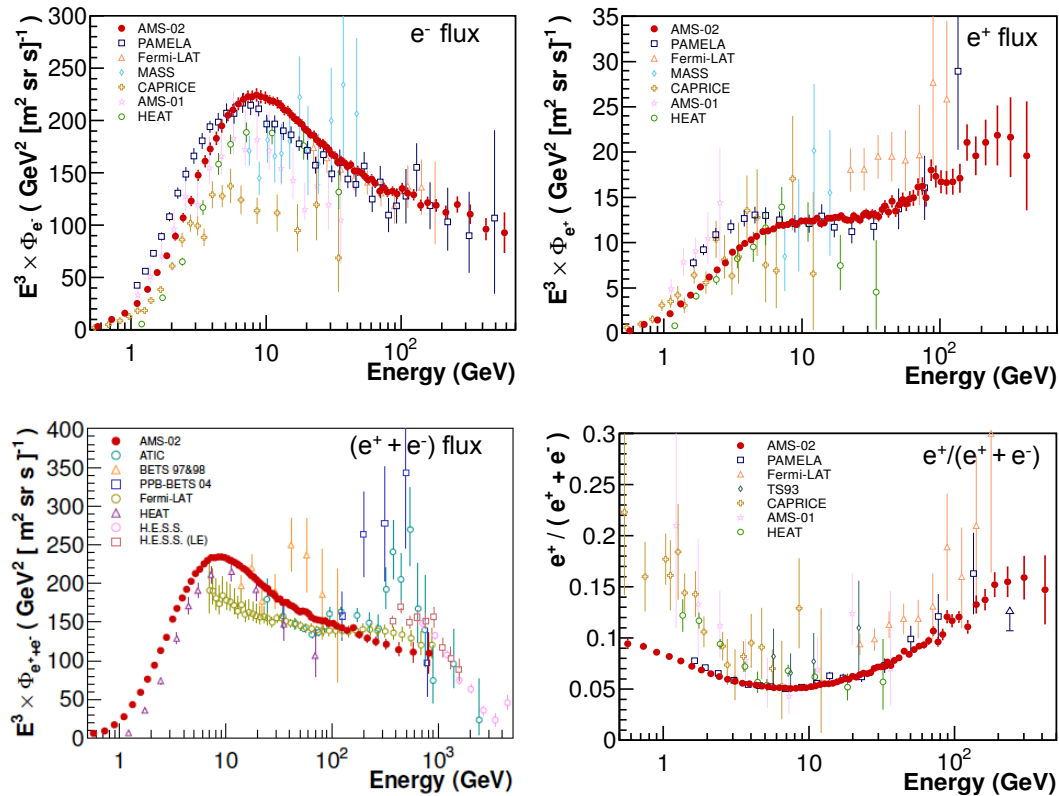 E³ × Φe- ( GeV² [m² sr s]⁻¹ )
300
250
200
150
100
50
0
AMS-02
PAMELA
Fermi-LAT
MASS
CAPRICE
AMS-01
HEAT
e⁻ flux
1
10
10²
Energy (GeV)
E³ × Φe+ (GeV² [m² sr s]⁻¹ )
35
30
25
20
15
10
5
0
AMS-02
PAMELA
Fermi-LAT
MASS
CAPRICE
AMS-01
HEAT
e⁺ flux
1
10
10²
Energy (GeV)
E³ × Φe++e- ( GeV² [ m² sr s]⁻¹ )
400
350
300
250
200
150
100
50
0
AMS-02
ATIC
BETS 97&98
PPB-BETS 04
Fermi-LAT
HEAT
H.E.S.S.
H.E.S.S. (LE)
(e⁺ + e⁻) flux
1
10
10²
10³
Energy (GeV)
e⁺ / ( e⁺ + e⁻)
0.3
0.25
0.2
0.15
0.1
0.05
0
AMS-02
PAMELA
Fermi-LAT
TS93
CAPRICE
AMS-01
HEAT
e⁺/(e⁺ + e⁻)
1
10
10²
Energy (GeV)